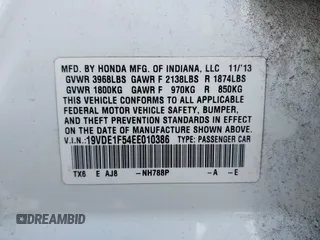 MFD. BY HONDA MFG. OF INDIANA, LLC 11/'13
GVWR 3968LBS GAWR F 2138LBS R 1874LBS
GVWR 1800KG GAWR F 970KG R 850KG
THIS VEHICLE CONFORMS TO ALL APPLICABLE
FEDERAL MOTOR VEHICLE SAFETY, BUMPER, AND
THEFT PREVENTION STANDARDS IN EFFECT ON
THE DATE OF MANUFACTURE SHOWN ABOVE.
V.I.N.: 19VDE1F54EE010386 TYPE: PASSENGER CAR
TX6 E AJ8 -NH788P -A -E
DREAMBID